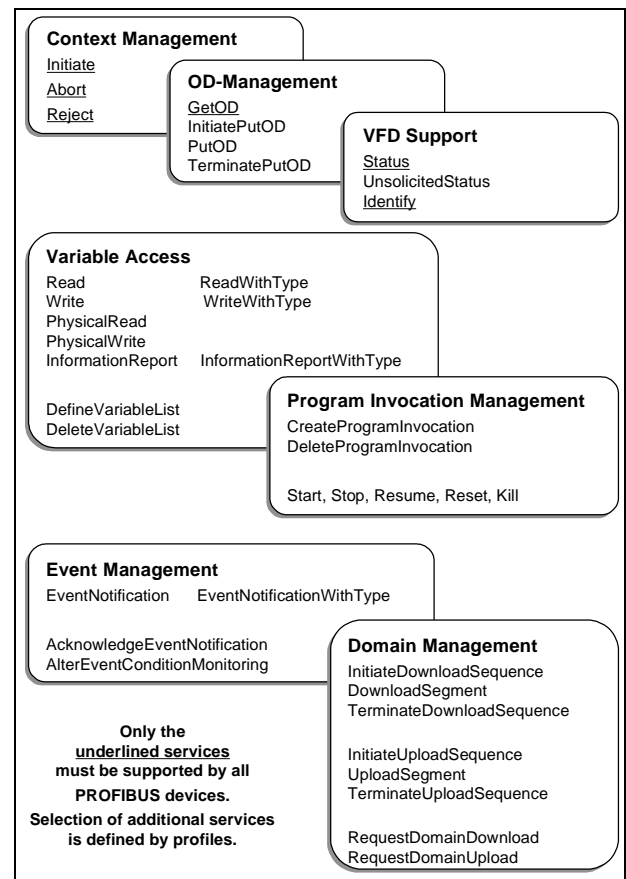 Context Management
Initiate
Abort
Reject
OD-Management
GetOD
InitiatePutOD
PutOD
TerminatePutOD
VFD Support
Status
UnsolicitedStatus
Identify
Variable Access
Read ReadWithType
Write WriteWithType
PhysicalRead
PhysicalWrite
InformationReport InformationReportWithType
DefineVariableList
DeleteVariableList
Program Invocation Management
CreateProgramInvocation
DeleteProgramInvocation
Start, Stop, Resume, Reset, Kill
Event Management
EventNotification EventNotificationWithType
AcknowledgeEventNotification
AlterEventConditionMonitoring
Domain Management
InitiateDownloadSequence
DownloadSegment
TerminateDownloadSequence
InitiateUploadSequence
UploadSegment
TerminateUploadSequence
RequestDomainDownload
RequestDomainUpload
Only the
underlined services
must be supported by all
PROFIBUS devices.
Selection of additional services
is defined by profiles.